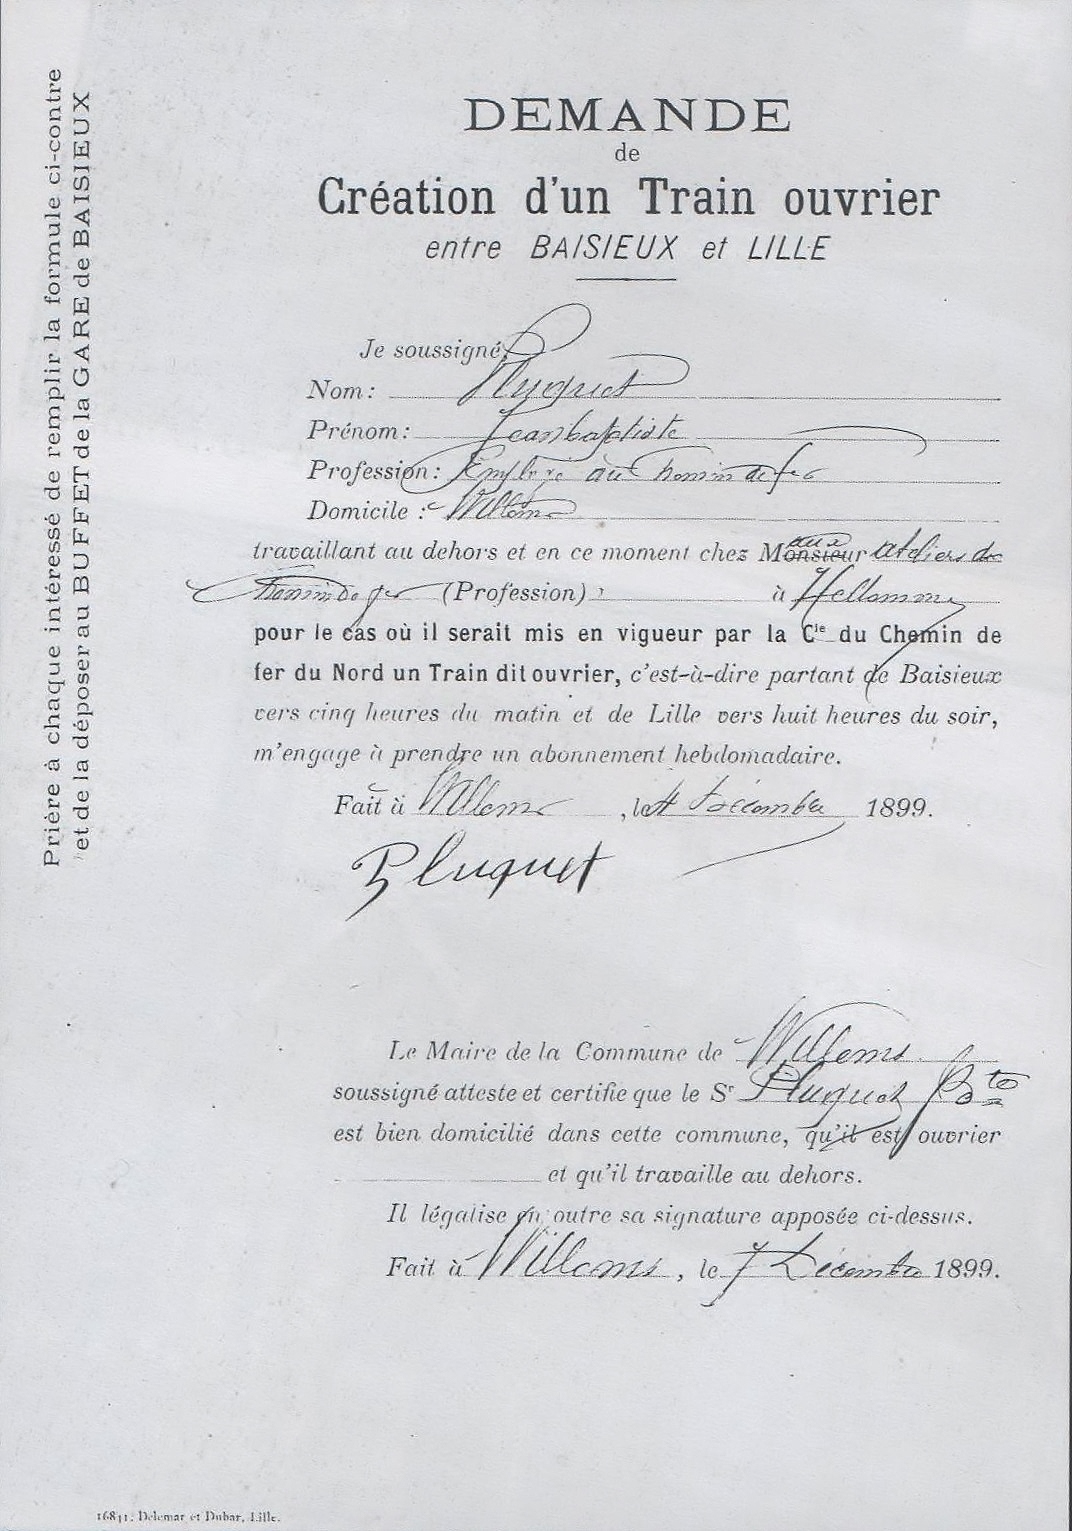 Prière à chaque intéressé de remplir la formule ci-contre
et de la déposer au BUFFET de la GARE de BAISIEUX
DEMANDE
de
Création d'un Train ouvrier
entre BAISIEUX et LILLE
Je soussigné,
Nom: Pluquet
Prénom: Jeanbaptiste
Profession: Employé au Chemin de fer
Domicile: Willems
travaillant au dehors et en ce moment chez Monsieur aux ateliers de
Chemin de fer (Profession) à Hellemmes
pour le cas où il serait mis en vigueur par la Cie du Chemin de
fer du Nord un Train dit ouvrier, c'est-à-dire partant de Baisieux
vers cinq heures du matin et de Lille vers huit heures du soir,
m'engage à prendre un abonnement hebdomadaire.
Fait à Willems, le 4 Décembre 1899.
Pluquet
Le Maire de la Commune de Willems
soussigné atteste et certifie que le Sr Pluquet J Bte
est bien domicilié dans cette commune, qu'il est ouvrier
et qu'il travaille au dehors.
Il légalise en outre sa signature apposée ci-dessus.
Fait à Willems, le 7 Décembre 1899.
16811. Delemar et Dubar, Lille.